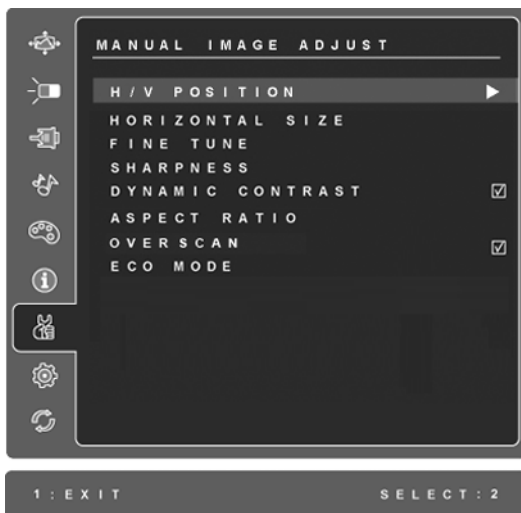 MANUAL IMAGE ADJUST
H/V POSITION
HORIZONTAL SIZE
FINE TUNE
SHARPNESS
DYNAMIC CONTRAST
ASPECT RATIO
OVERSCAN
ECO MODE
1:EXIT SELECT:2